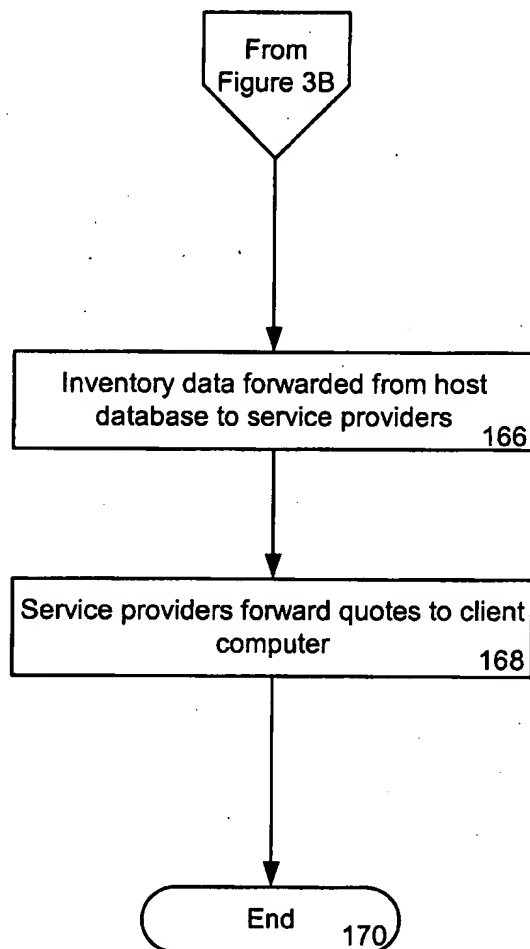 From
Figure 3B
Inventory data forwarded from host
database to service providers
166
Service providers forward quotes to client
computer
168
End
170